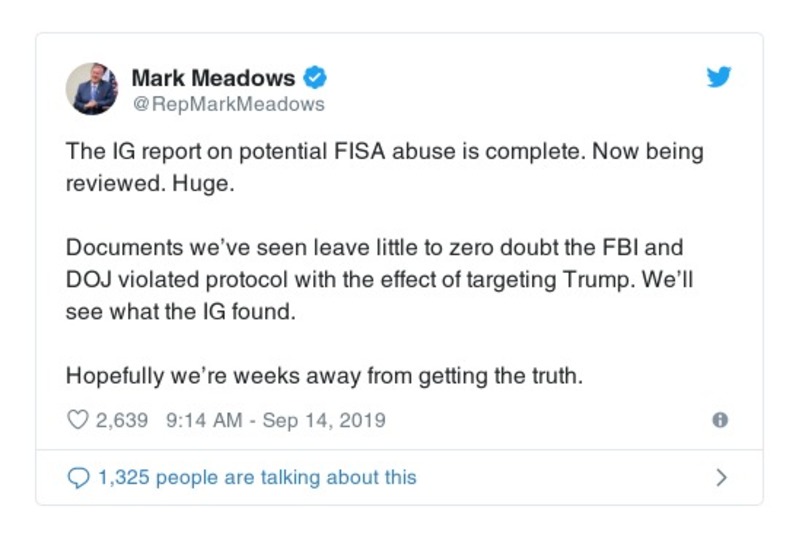 Mark Meadows
@RepMarkMeadows
The IG report on potential FISA abuse is complete. Now being
reviewed. Huge.
Documents we’ve seen leave little to zero doubt the FBI and
DOJ violated protocol with the effect of targeting Trump. We’ll
see what the IG found.
Hopefully we’re weeks away from getting the truth.
2,639 9:14 AM - Sep 14, 2019
1,325 people are talking about this